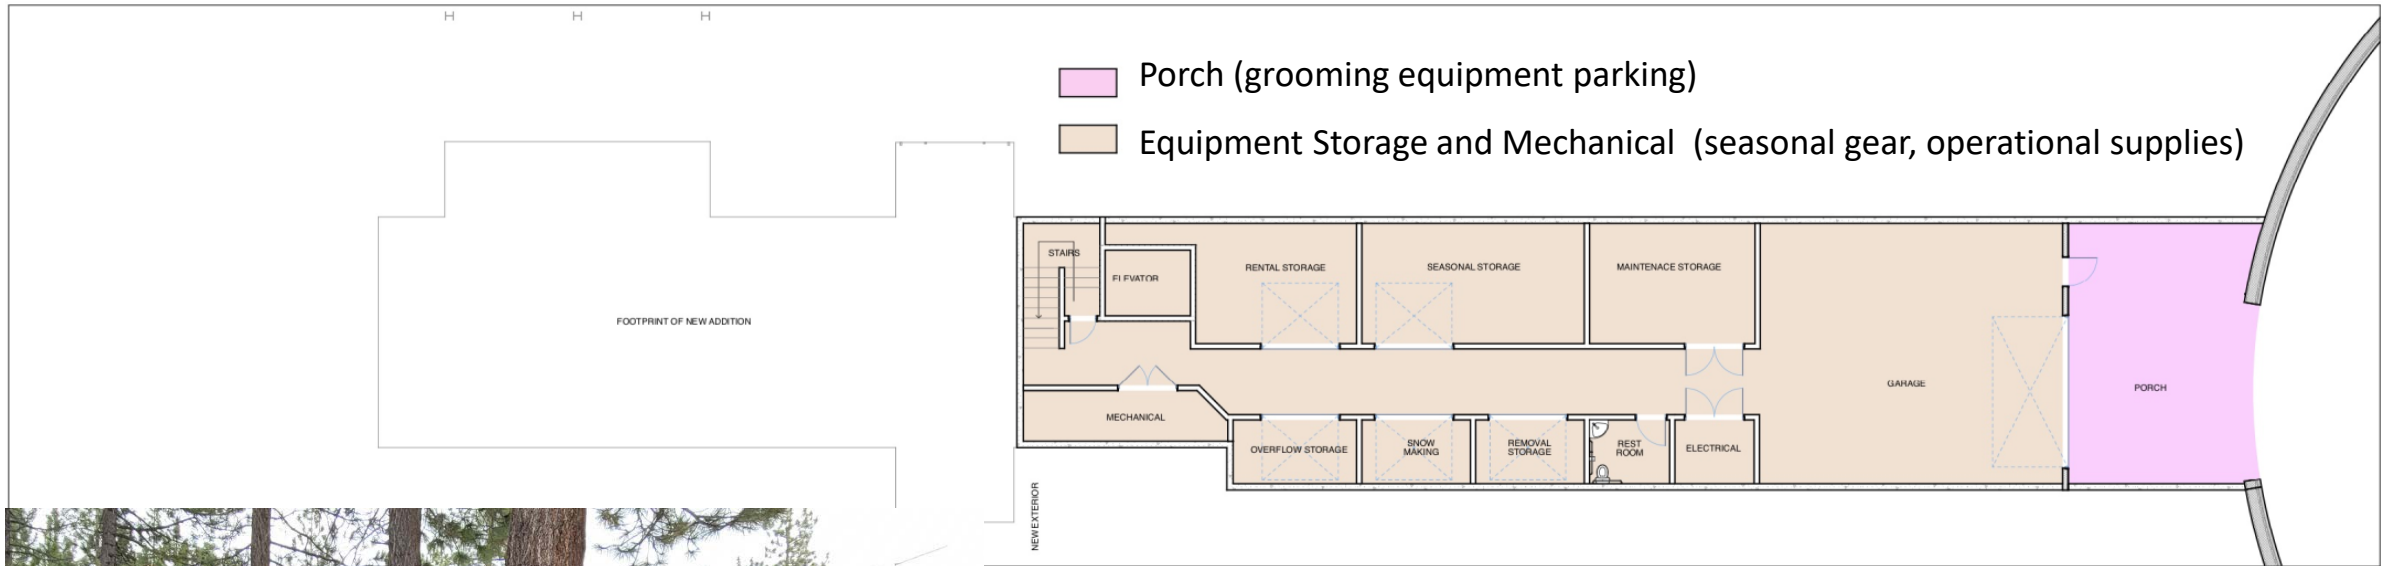 H H H
Porch (grooming equipment parking)
Equipment Storage and Mechanical (seasonal gear, operational supplies)
STAIRS
ELEVATOR
RENTAL STORAGE
SEASONAL STORAGE
MAINTENACE STORAGE
FOOTPRINT OF NEW ADDITION
GARAGE
PORCH
MECHANICAL
OVERFLOW STORAGE
SNOW
MAKING
REMOVAL
STORAGE
REST
ROOM
ELECTRICAL
NEW EXTERIOR